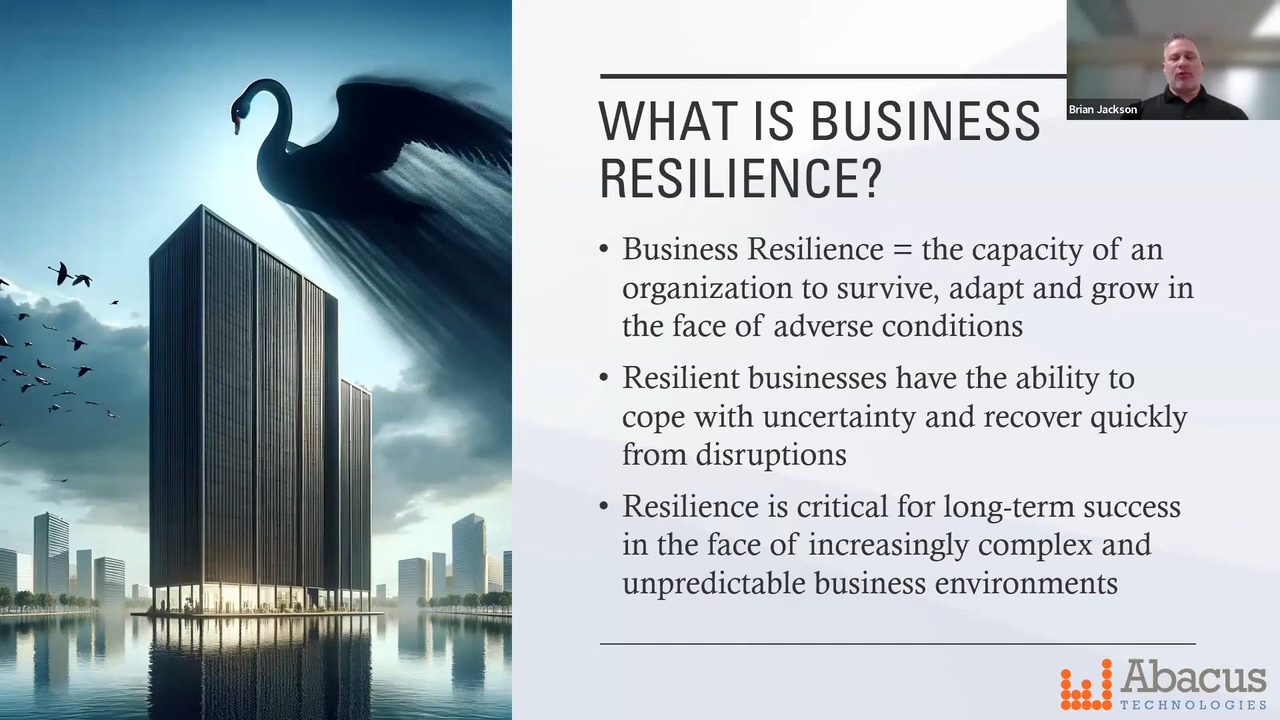 Brian Jackson
WHAT IS BUSINESS
RESILIENCE?
• Business Resilience = the capacity of an
organization to survive, adapt and grow in
the face of adverse conditions
• Resilient businesses have the ability to
cope with uncertainty and recover quickly
from disruptions
• Resilience is critical for long-term success
in the face of increasingly complex and
unpredictable business environments
Abacus
TECHNOLOGIES